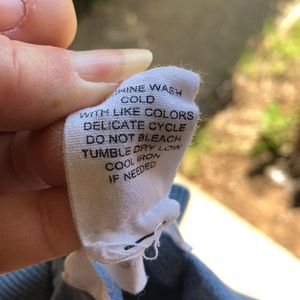 HINE WASH
COLD
WITH LIKE COLORS
DELICATE CYCLE
DO NOT BLEACH
TUMBLE DRY LOW
COOL IRON
IF NEEDED